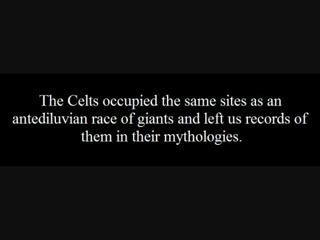 The Celts occupied the same sites as an
antediluvian race of giants and left us records of
them in their mythologies.